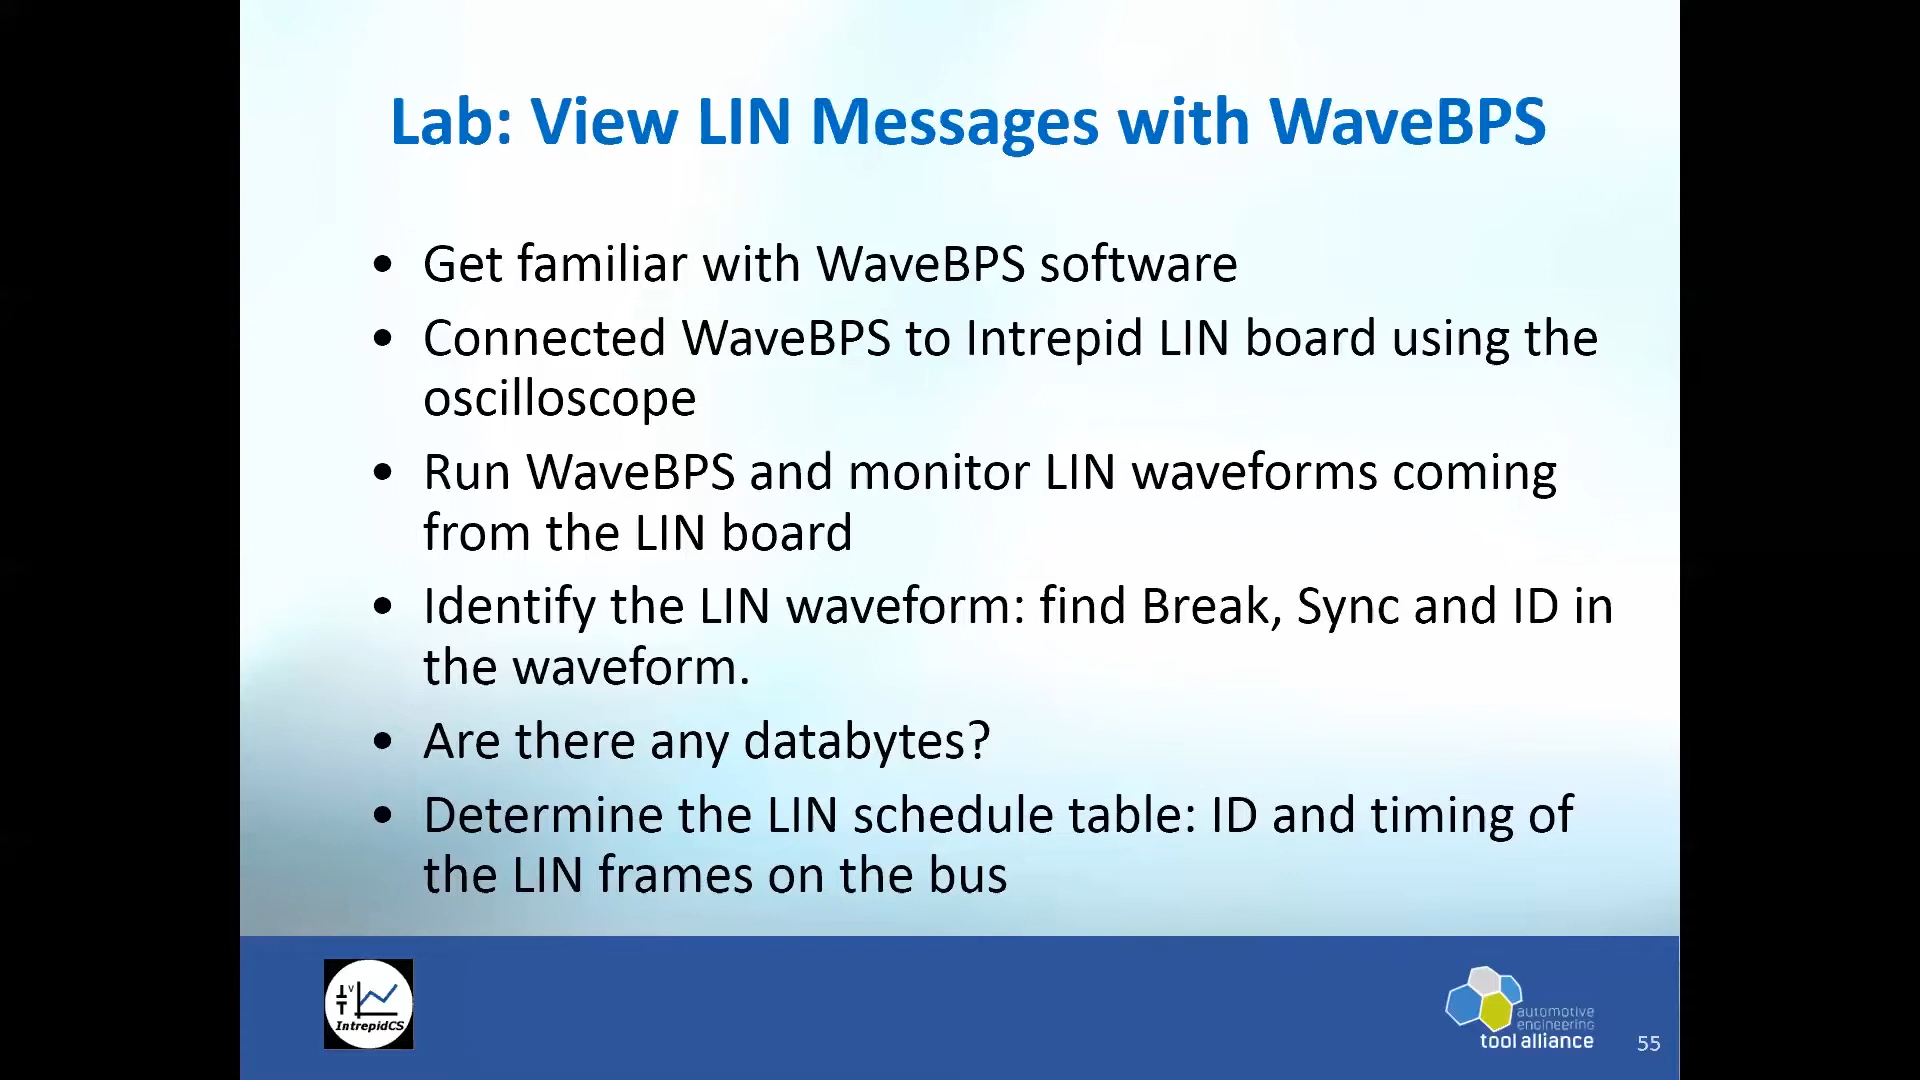 Lab: View LIN Messages with WaveBPS
• Get familiar with WaveBPS software
• Connected WaveBPS to Intrepid LIN board using the
oscilloscope
• Run WaveBPS and monitor LIN waveforms coming
from the LIN board
• Identify the LIN waveform: find Break, Sync and ID in
the waveform.
• Are there any databytes?
• Determine the LIN schedule table: ID and timing of
the LIN frames on the bus
V
T
IntrepidCS
automotive
engineering
tool alliance
55